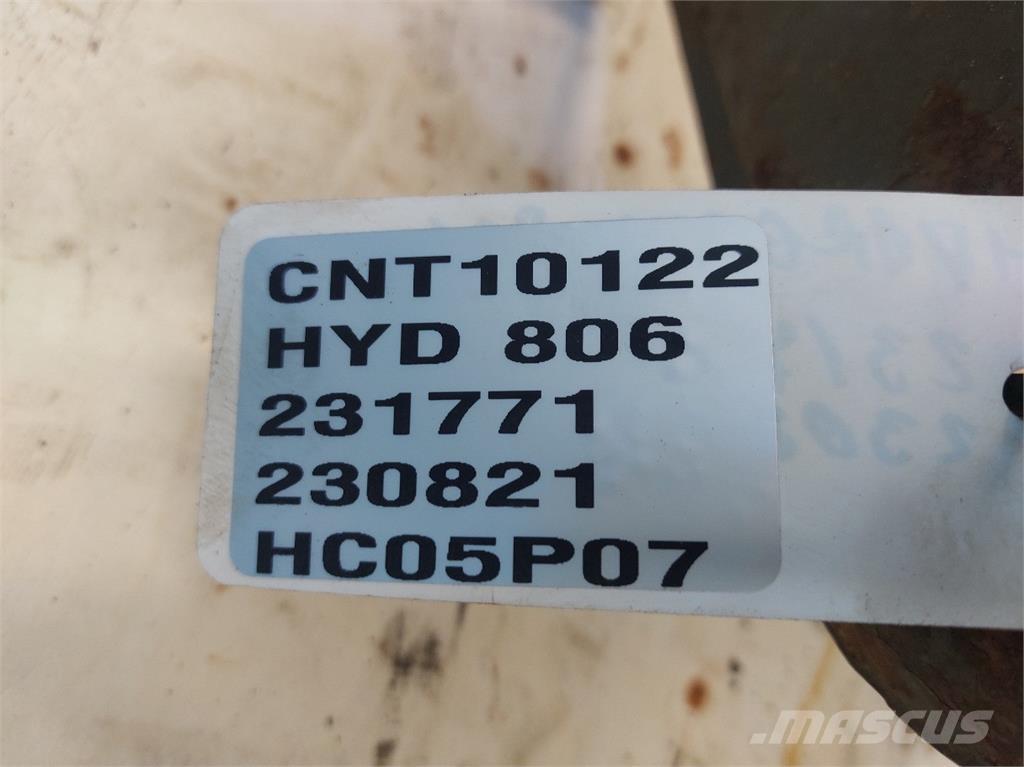 CNT10122
HYD 806
231771
230821
HC05P07
MASCUS